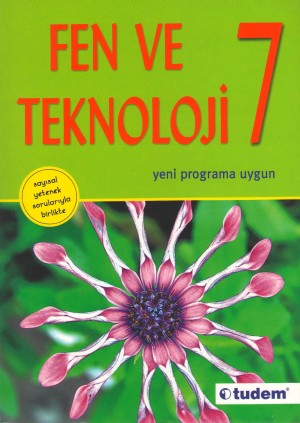 FEN VE
TEKNOLOJİ 7
yeni programa uygun
sayısal
yetenek
sorularıyla
birlikte
tudem